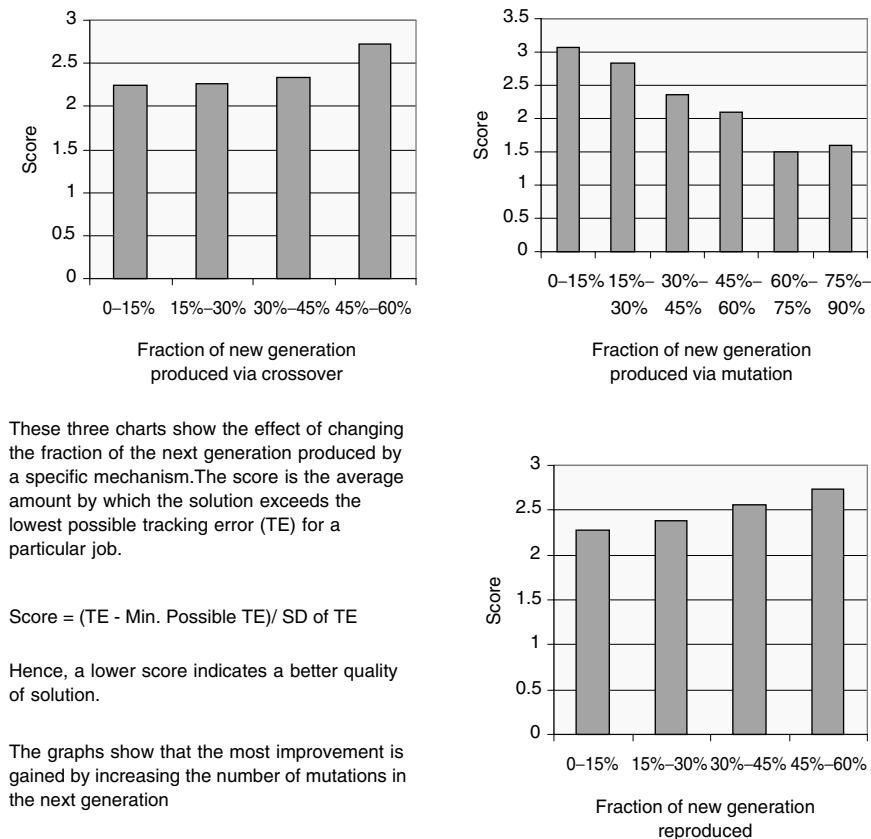 3
2.5
2
1.5
1
0.5
0
Score
0–15% 15%–30% 30%–45% 45%–60%
Fraction of new generation
produced via crossover
3.5
3
2.5
2
1.5
1
0.5
0
Score
0–15% 15%– 30%– 45%– 60%– 75%–
30% 45% 60% 75% 90%
Fraction of new generation
produced via mutation
These three charts show the effect of changing
the fraction of the next generation produced by
a specific mechanism.The score is the average
amount by which the solution exceeds the
lowest possible tracking error (TE) for a
particular job.
Score = (TE - Min. Possible TE)/ SD of TE
Hence, a lower score indicates a better quality
of solution.
The graphs show that the most improvement is
gained by increasing the number of mutations in
the next generation
3
2.5
2
1.5
1
0.5
0
Score
0–15% 15%–30% 30%–45% 45%–60%
Fraction of new generation
reproduced